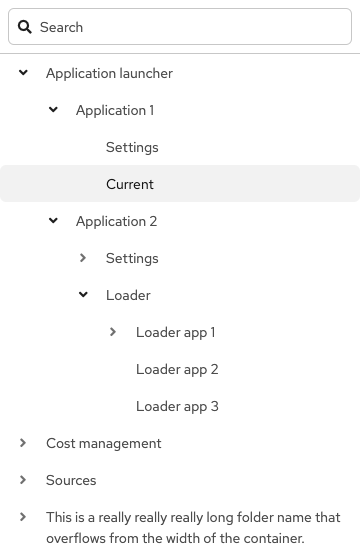 Search
Application launcher
Application 1
Settings
Current
Application 2
Settings
Loader
Loader app 1
Loader app 2
Loader app 3
Cost management
Sources
This is a really really really long folder name that
overflows from the width of the container.